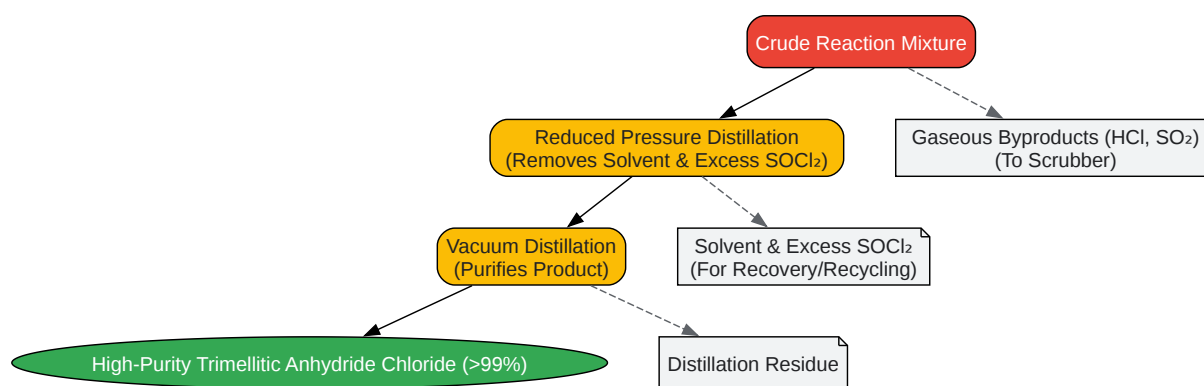 Crude Reaction Mixture
Reduced Pressure Distillation
(Removes Solvent & Excess SOCl₂)
Gaseous Byproducts (HCl, SO₂)
(To Scrubber)
Vacuum Distillation
(Purifies Product)
Solvent & Excess SOCl₂
(For Recovery/Recycling)
High-Purity Trimellitic Anhydride Chloride (>99%)
Distillation Residue